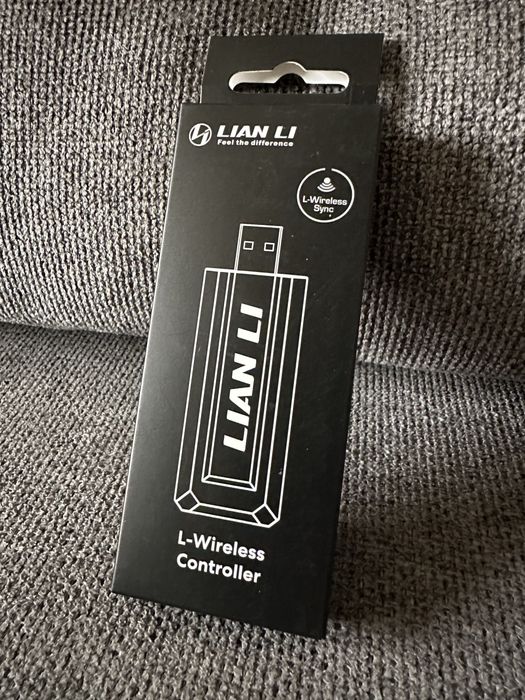 LIAN LI
Feel the difference
L-Wireless
Sync
LIAN LI
L-Wireless
Controller